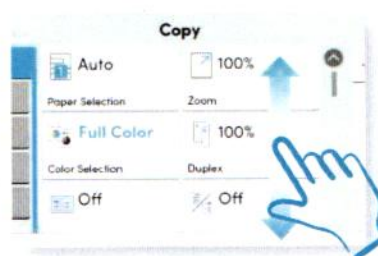 Copy
Auto 100%
Paper Selection Zoom
Full Color 100%
Color Selection Duplex
Off Off